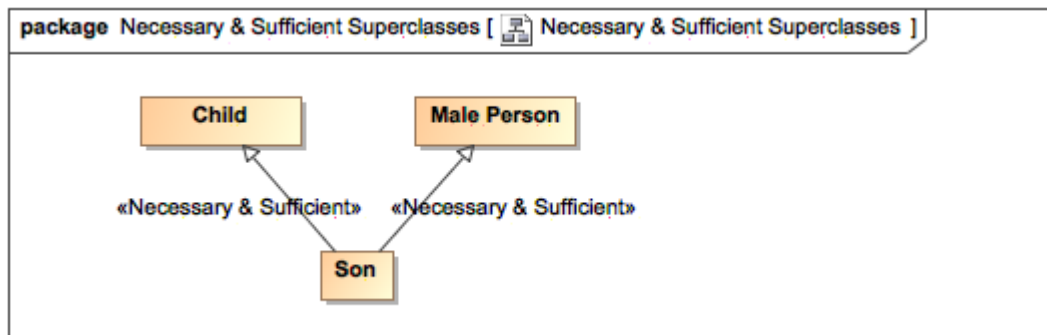 package Necessary & Sufficient Superclasses [ Necessary & Sufficient Superclasses ]
Child
Male Person
«Necessary & Sufficient»
«Necessary & Sufficient»
Son